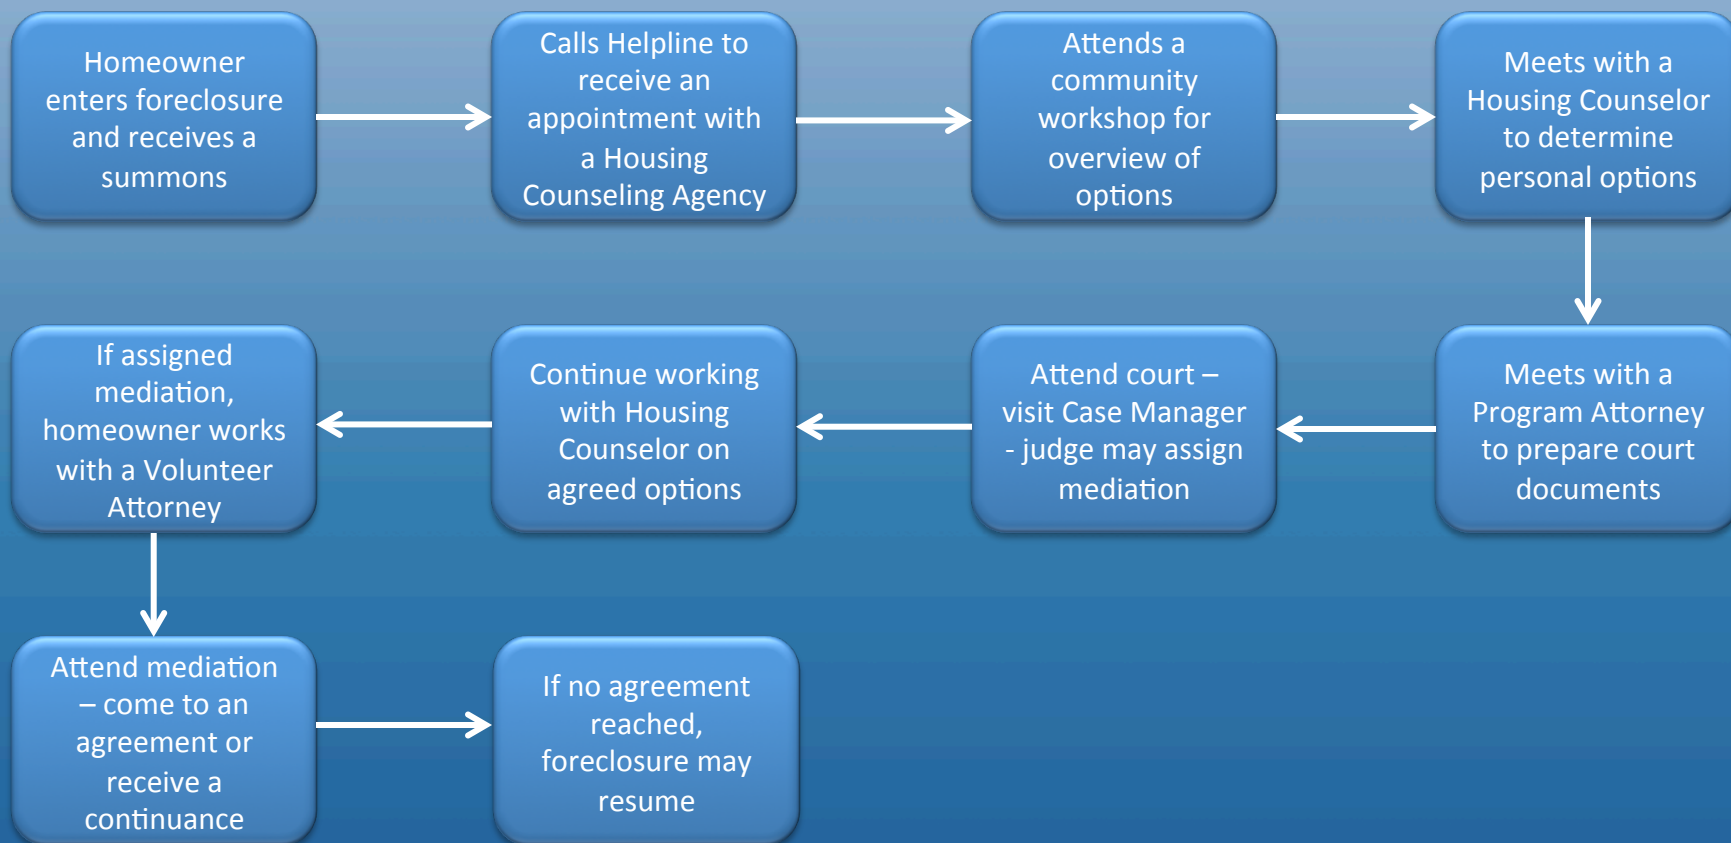 Homeowner
enters foreclosure
and receives a
summons
Calls Helpline to
receive an
appointment with
a Housing
Counseling Agency
Attends a
community
workshop for
overview of
options
Meets with a
Housing Counselor
to determine
personal options
Meets with a
Program Attorney
to prepare court
documents
Attend court –
visit Case Manager
- judge may assign
mediation
Continue working
with Housing
Counselor on
agreed options
If assigned
mediation,
homeowner works
with a Volunteer
Attorney
Attend mediation
– come to an
agreement or
receive a
continuance
If no agreement
reached,
foreclosure may
resume